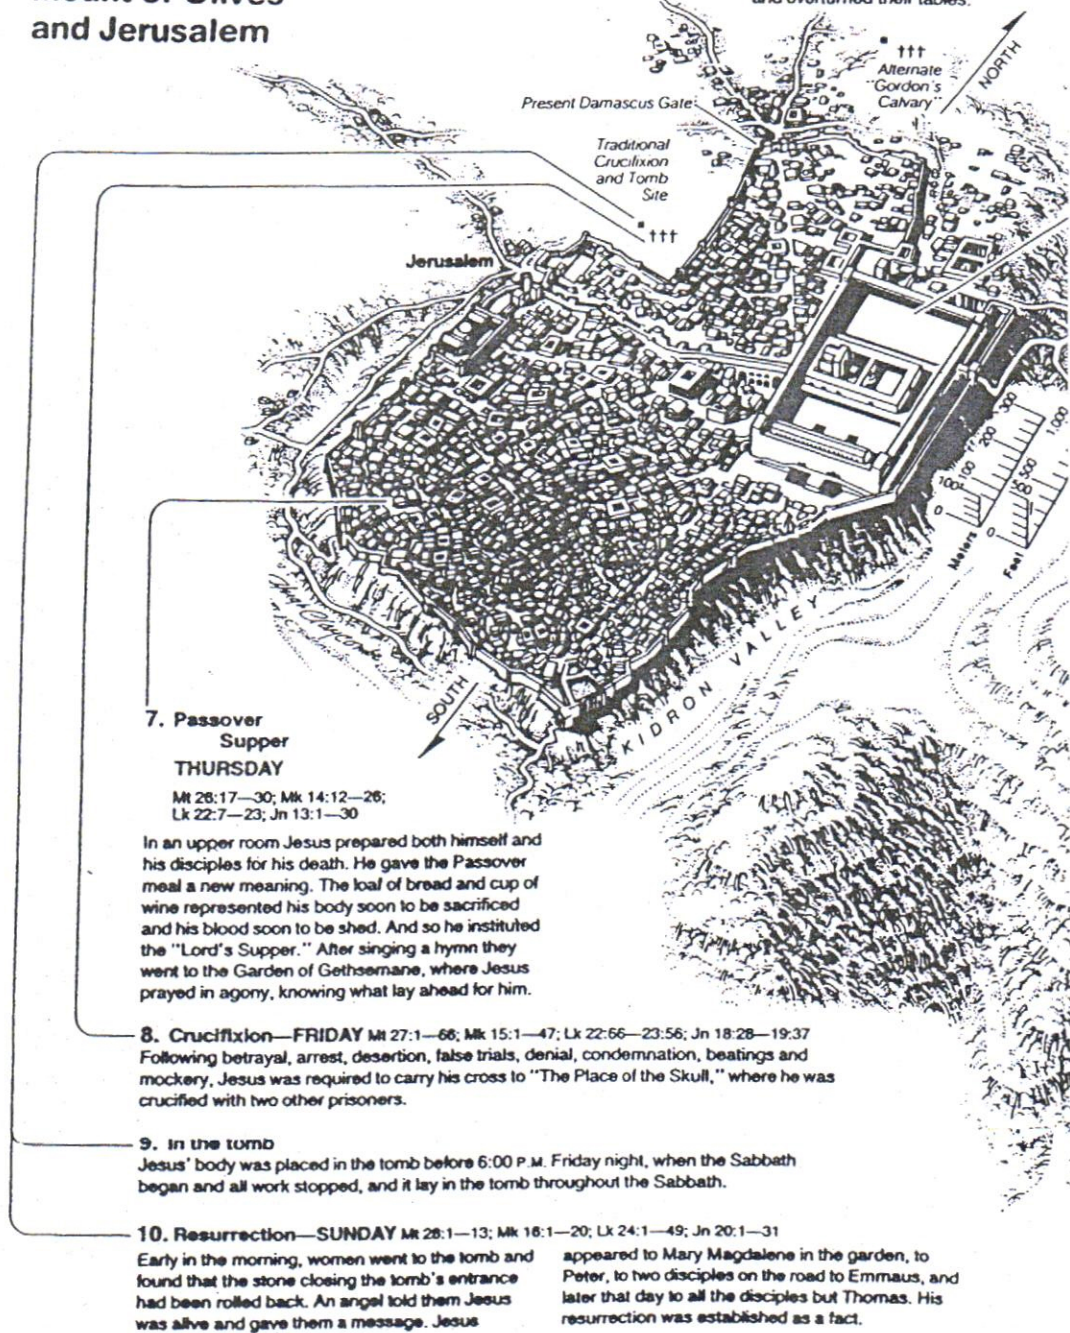 and Jerusalem
and overturned their tables.
†††
Alternate
"Gordon's
Calvary"
NORTH
Present Damascus Gate
Traditional
Crucifixion
and Tomb
Site
†††
Jerusalem
300
200
100
0
Meters
1,000
500
0
Feet
KIDRON VALLEY
SOUTH
7. Passover
Supper
THURSDAY
Mt 26:17—30; Mk 14:12—26;
Lk 22:7—23; Jn 13:1—30
In an upper room Jesus prepared both himself and
his disciples for his death. He gave the Passover
meal a new meaning. The loaf of bread and cup of
wine represented his body soon to be sacrificed
and his blood soon to be shed. And so he instituted
the "Lord's Supper." After singing a hymn they
went to the Garden of Gethsemane, where Jesus
prayed in agony, knowing what lay ahead for him.
8. Crucifixion—FRIDAY Mt 27:1—66; Mk 15:1—47; Lk 22:66—23:56; Jn 18:28—19:37
Following betrayal, arrest, desertion, false trials, denial, condemnation, beatings and
mockery, Jesus was required to carry his cross to "The Place of the Skull," where he was
crucified with two other prisoners.
9. In the tomb
Jesus' body was placed in the tomb before 6:00 P.M. Friday night, when the Sabbath
began and all work stopped, and it lay in the tomb throughout the Sabbath.
10. Resurrection—SUNDAY Mt 28:1—13; Mk 16:1—20; Lk 24:1—49; Jn 20:1—31
Early in the morning, women went to the tomb and
found that the stone closing the tomb's entrance
had been rolled back. An angel told them Jesus
was alive and gave them a message. Jesus
appeared to Mary Magdalene in the garden, to
Peter, to two disciples on the road to Emmaus, and
later that day to all the disciples but Thomas. His
resurrection was established as a fact.